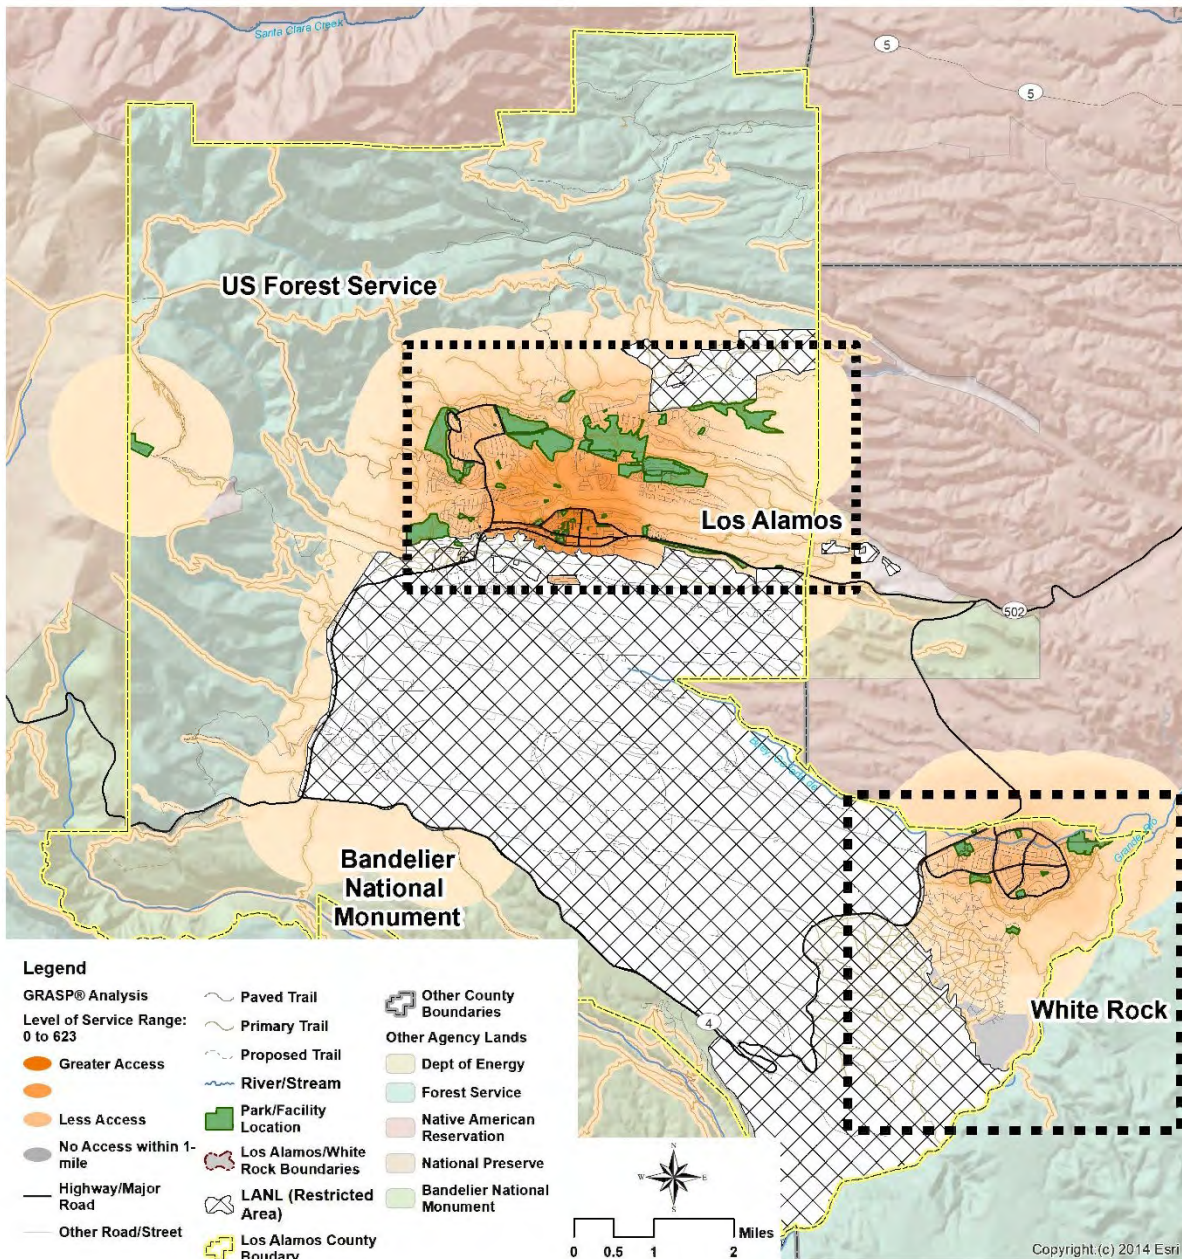 Santa Clara Creek
5
5
US Forest Service
Los Alamos
502
Bandelier
National
Monument
Grande
White Rock
4
Legend
GRASP® Analysis
Level of Service Range:
0 to 623
Greater Access
Less Access
No Access within 1-
mile
Highway/Major
Road
Other Road/Street
Paved Trail
Primary Trail
Proposed Trail
River/Stream
Park/Facility
Location
Los Alamos/White
Rock Boundaries
LANL (Restricted
Area)
Los Alamos County
Boudary
Other County
Boundaries
Other Agency Lands
Dept of Energy
Forest Service
Native American
Reservation
National Preserve
Bandelier National
Monument
N
W E
S
Miles
0 0.5 1 2
Copyright:(c) 2014 Esri